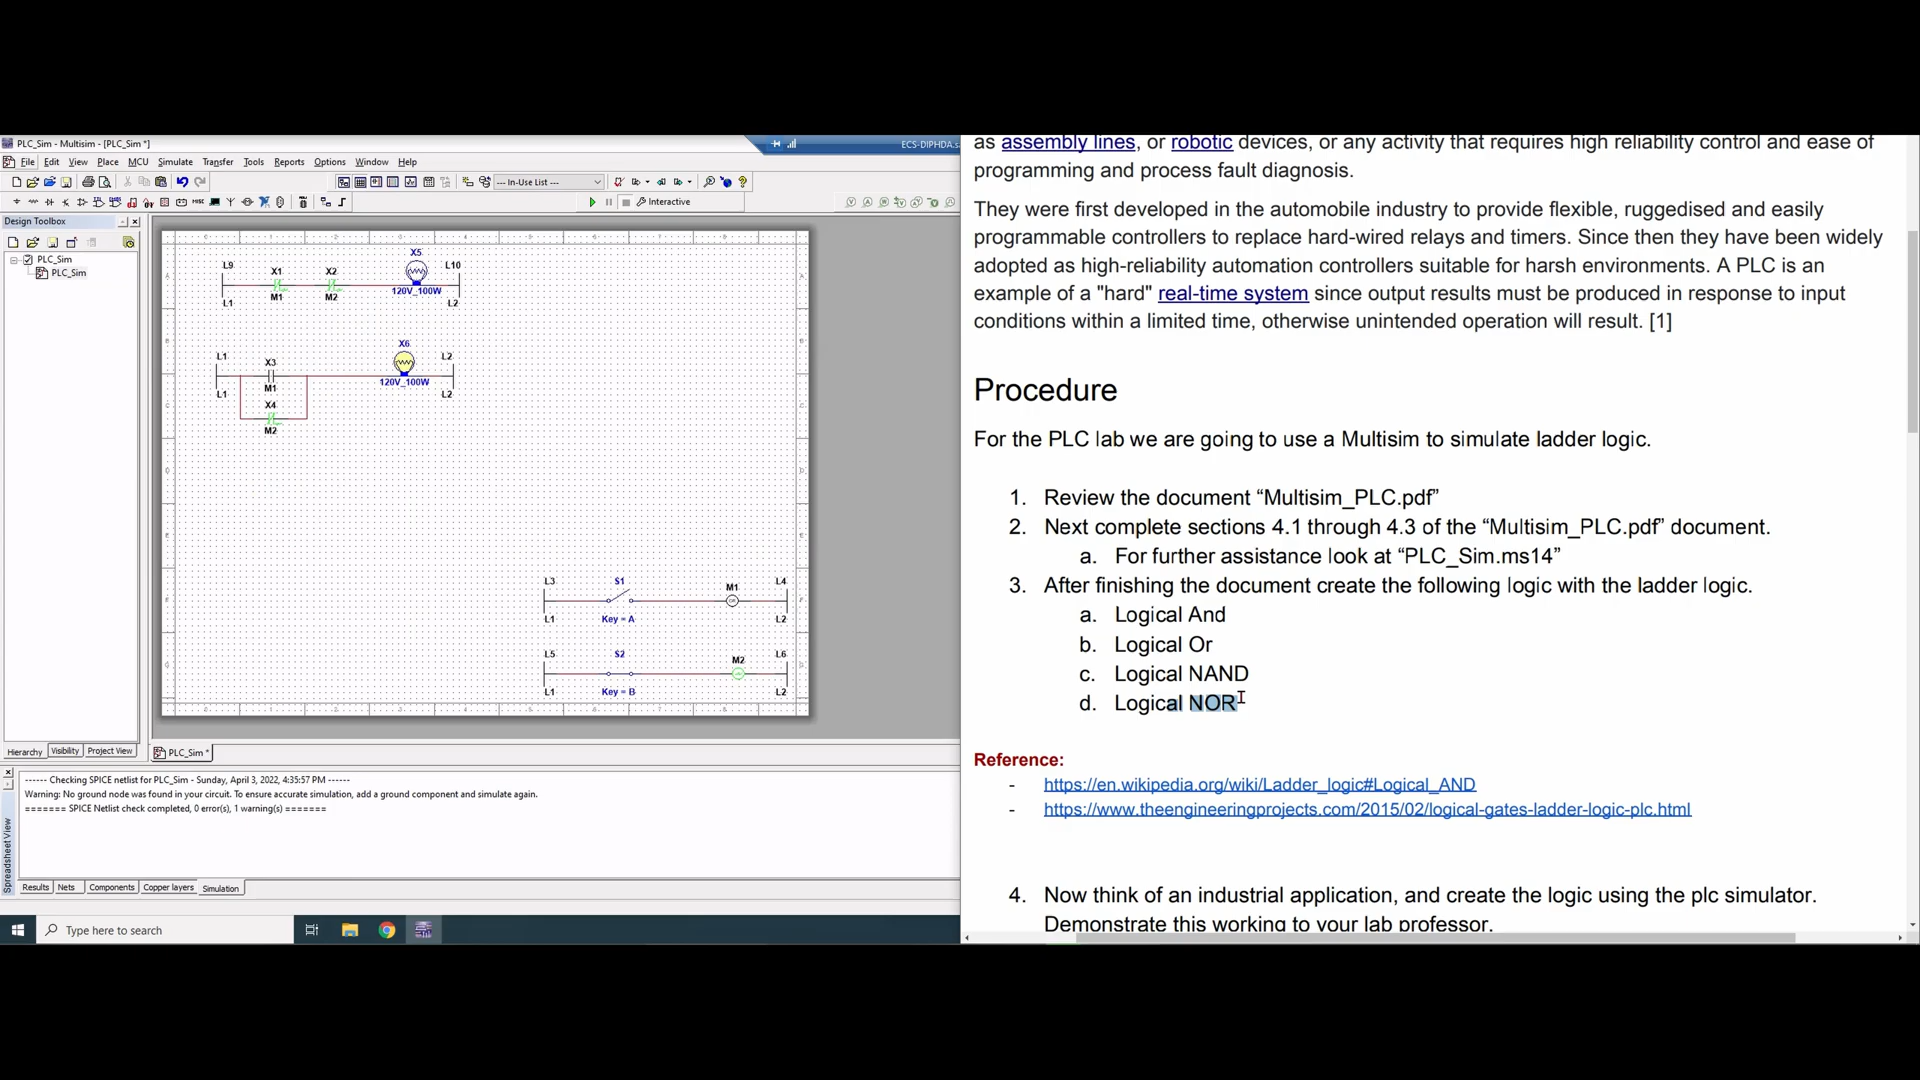 PLC_Sim - Multisim - [PLC_Sim *]
ECS-DIPHDA.s
File Edit View Place MCU Simulate Transfer Tools Reports Options Window Help
--- In-Use List ---
Interactive
Design Toolbox
PLC_Sim
PLC_Sim
X5
L9 X1 X2 L10
120V_100W
L1 M1 M2 L2
X6
L1 X3 L2
120V_100W
L1 M1 L2
X4
M2
L3 S1 M1 L4
L1 Key = A L2
L5 S2 M2 L6
L1 Key = B L2
Hierarchy Visibility Project View
PLC_Sim *
------ Checking SPICE netlist for PLC_Sim - Sunday, April 3, 2022, 4:35:57 PM ------
Warning: No ground node was found in your circuit. To ensure accurate simulation, add a ground component and simulate again.
======= SPICE Netlist check completed, 0 error(s), 1 warning(s) =======
Spreadsheet View
Results Nets Components Copper layers Simulation
Type here to search
as assembly lines, or robotic devices, or any activity that requires high reliability control and ease of
programming and process fault diagnosis.
They were first developed in the automobile industry to provide flexible, ruggedised and easily
programmable controllers to replace hard-wired relays and timers. Since then they have been widely
adopted as high-reliability automation controllers suitable for harsh environments. A PLC is an
example of a "hard" real-time system since output results must be produced in response to input
conditions within a limited time, otherwise unintended operation will result. [1]
Procedure
For the PLC lab we are going to use a Multisim to simulate ladder logic.
1. Review the document “Multisim_PLC.pdf”
2. Next complete sections 4.1 through 4.3 of the “Multisim_PLC.pdf” document.
a. For further assistance look at “PLC_Sim.ms14”
3. After finishing the document create the following logic with the ladder logic.
a. Logical And
b. Logical Or
c. Logical NAND
d. Logical NOR
Reference:
- https://en.wikipedia.org/wiki/Ladder_logic#Logical_AND
- https://www.theengineeringprojects.com/2015/02/logical-gates-ladder-logic-plc.html
4. Now think of an industrial application, and create the logic using the plc simulator.
Demonstrate this working to your lab professor.